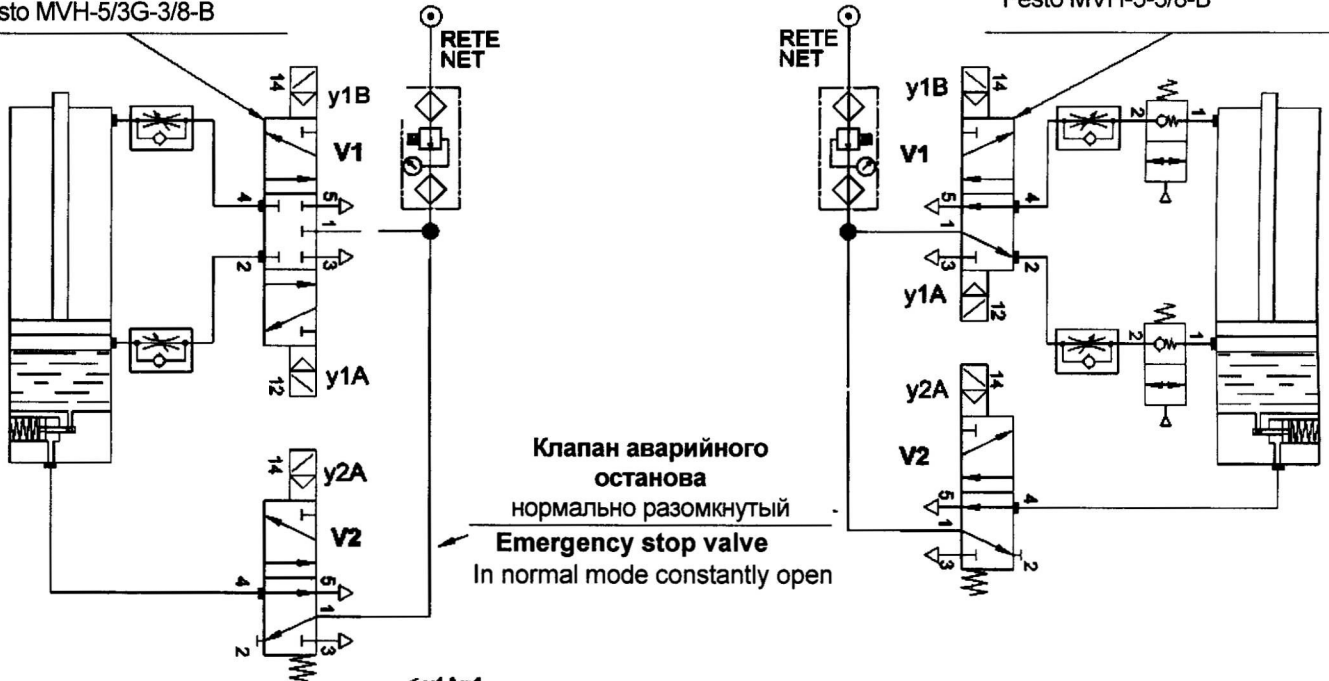 sto MVH-5/3G-3/8-B
Festo MVH-5-3/8-B
RETE
NET
14
y1B
V1
4
5
1
2
3
12
y1A
14
y2A
V2
4
5
1
2
3
RETE
NET
y1B
14
V1
5
4
1
3
2
y1A
12
2
1
2
1
y2A
14
V2
5
4
1
3
2
Клапан аварийного
останова
нормально разомкнутый
Emergency stop valve
In normal mode constantly open